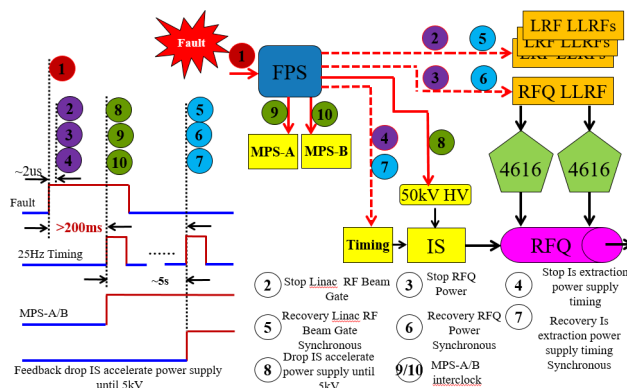 Fault
1
FPS
2
5
LRF LLRFs
LRF LLRFs
3
6
RFQ LLRF
1
2
8
5
3
9
6
4
10
7
9
10
MPS-A
MPS-B
4
7
8
4616
4616
~2us
Fault
>200ms
50kV HV
25Hz Timing
......
Timing
IS
RFQ
~5s
MPS-A/B
Feedback drop IS accelerate power supply
until 5kV
2 Stop Linac RF Beam
Gate
3 Stop RFQ
Power
4 Stop Is extraction
power supply
timing
5 Recovery Linac RF
Beam Gate
Synchronous
6 Recovery RFQ
Power
Synchronous
7 Recovery Is
extraction power
supply timing
Synchronous
8 Drop IS accelerate
power supply until
5kV
9/10 MPS-A/B
interclock